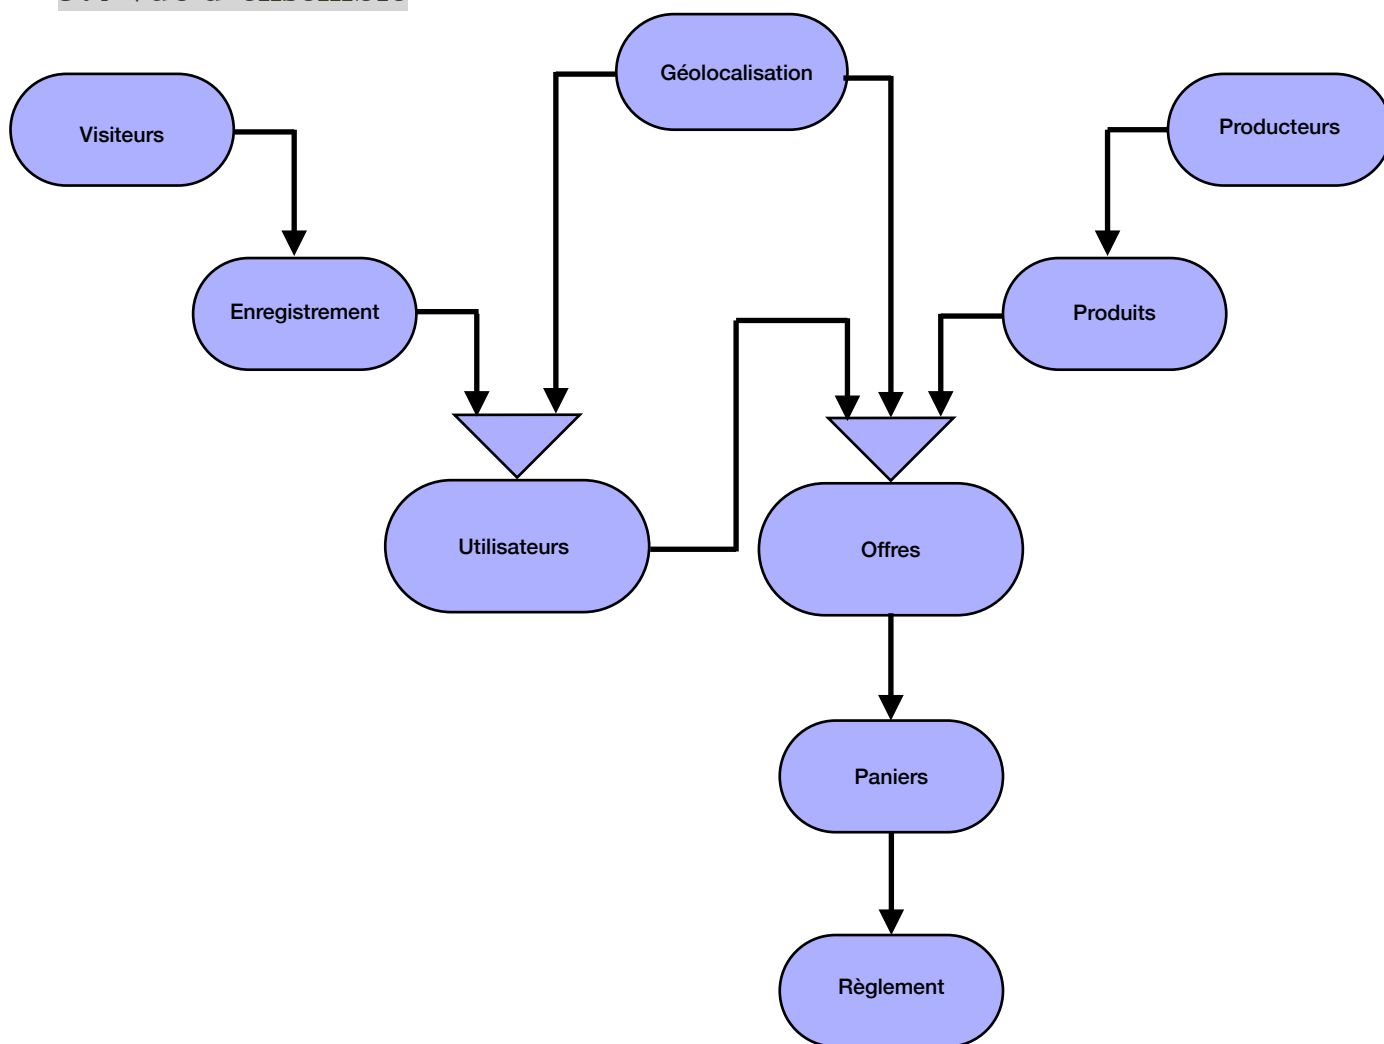 Géolocalisation
Visiteurs
Producteurs
Enregistrement
Produits
Utilisateurs
Offres
Paniers
Règlement